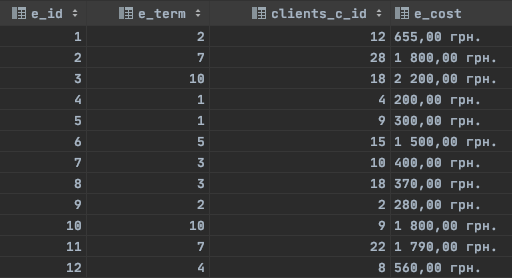 e_id e_term clients_c_id e_cost
1 2 12 655,00 грн.
2 7 28 1 800,00 грн.
3 10 18 2 200,00 грн.
4 1 4 200,00 грн.
5 1 9 300,00 грн.
6 5 15 1 500,00 грн.
7 3 10 400,00 грн.
8 3 18 370,00 грн.
9 2 2 280,00 грн.
10 10 9 1 800,00 грн.
11 7 22 1 790,00 грн.
12 4 8 560,00 грн.